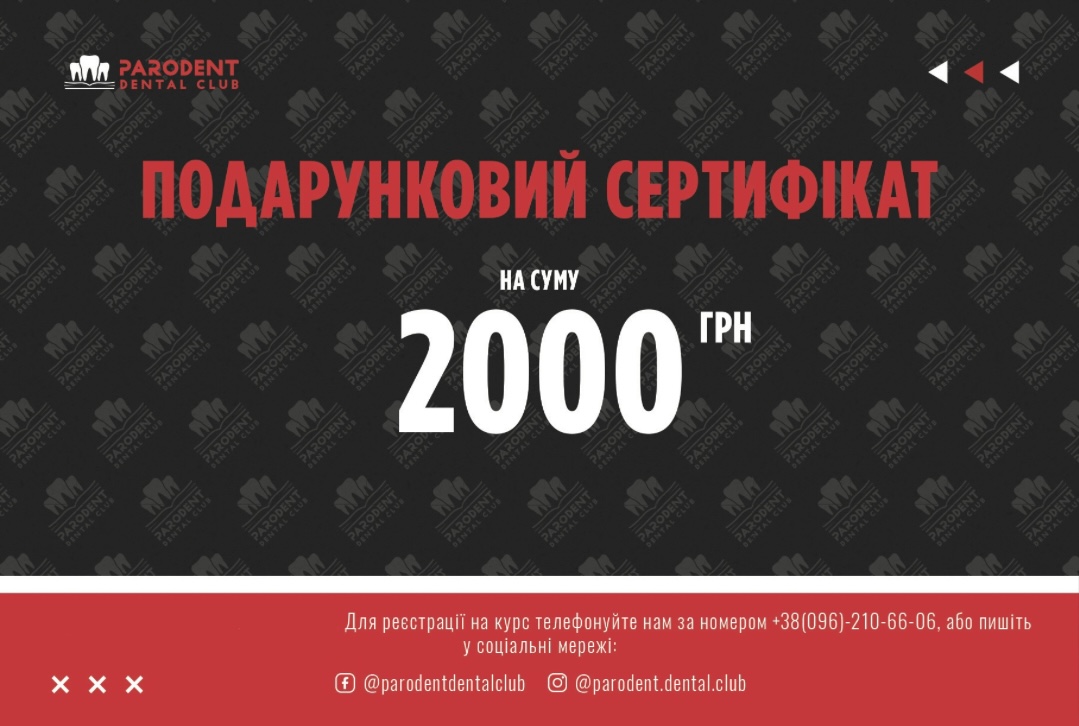 PARODENT
DENTAL CLUB
ПОДАРУНКОВИЙ СЕРТИФІКАТ
НА СУМУ
2000 ГРН
Для реєстрації на курс телефонуйте нам за номером +38(096)-210-66-06, або пишіть
у соціальні мережі:
@parodentdentalclub @parodent.dental.club